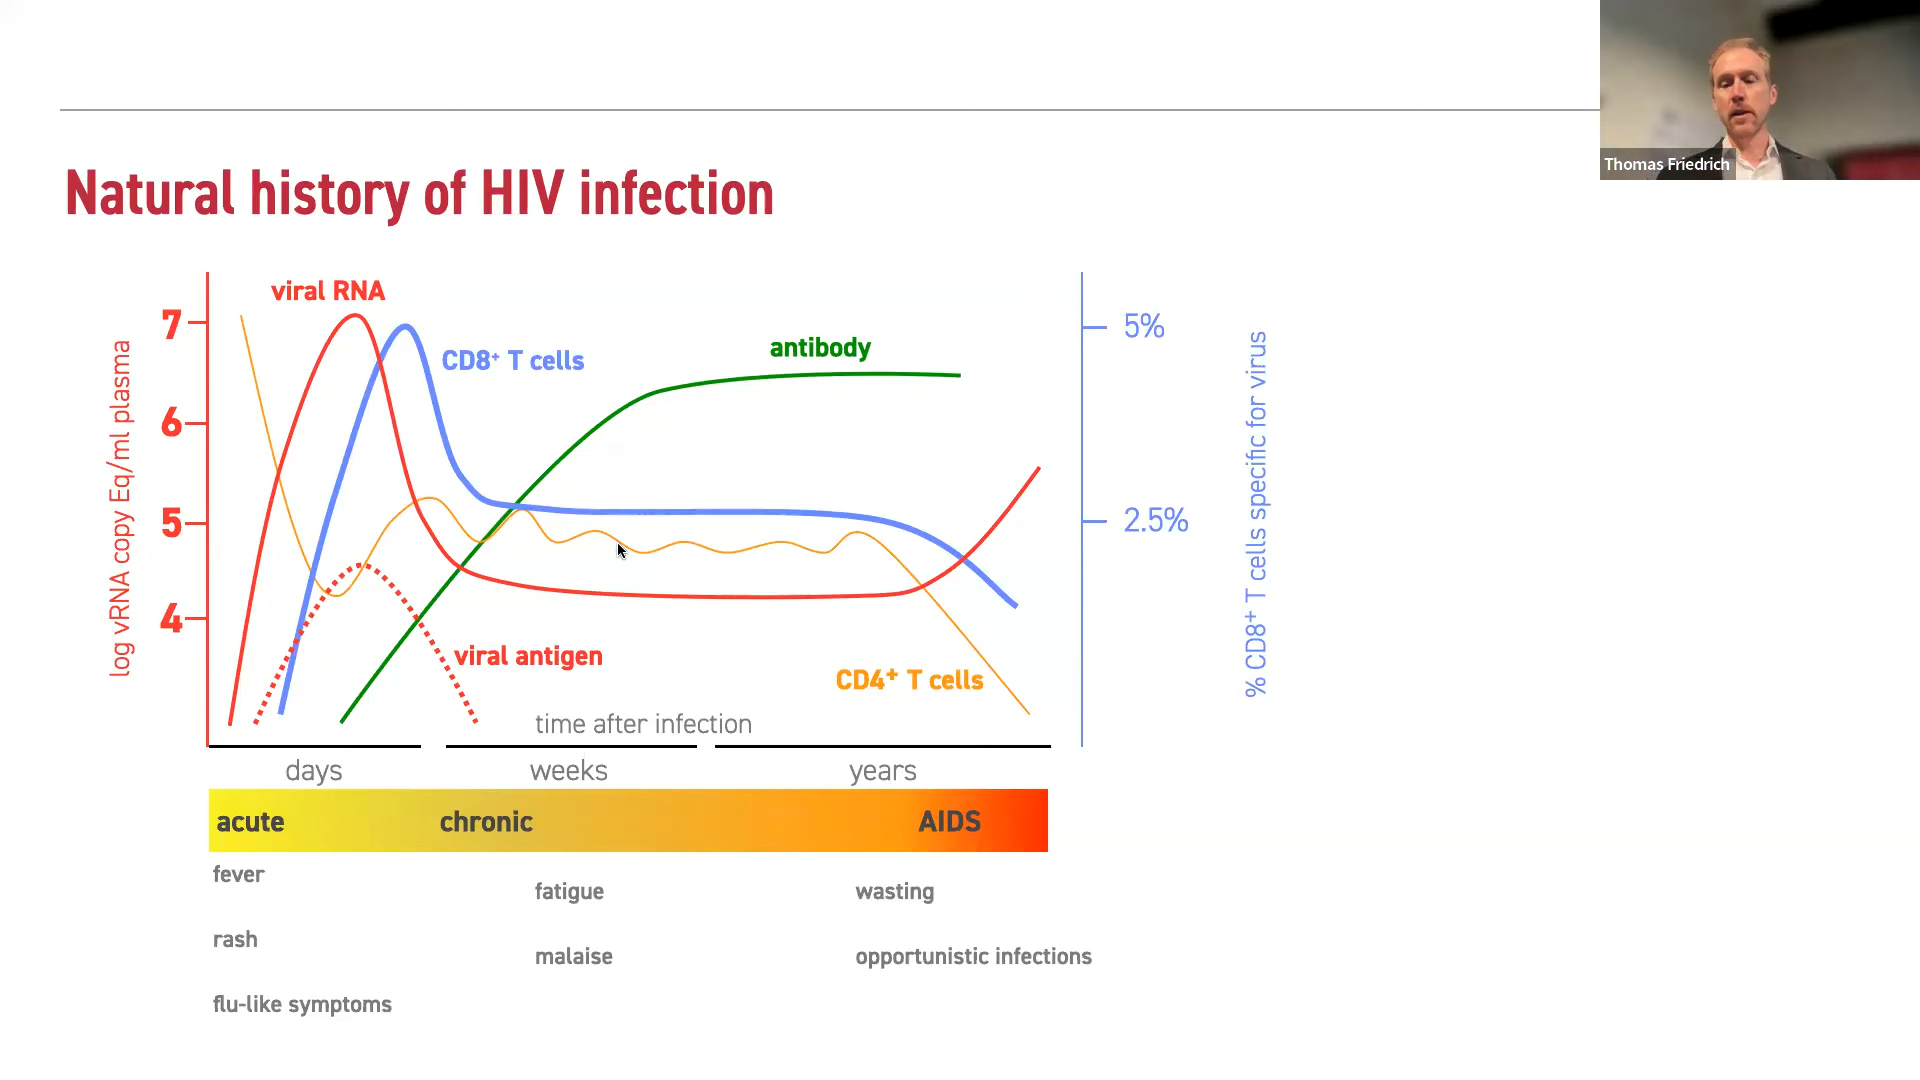 Thomas Friedrich
Natural history of HIV infection
viral RNA
7
6
5
4
log vRNA copy Eq/ml plasma
CD8⁺ T cells
antibody
5%
2.5%
% CD8⁺ T cells specific for virus
viral antigen
CD4⁺ T cells
time after infection
days weeks years
acute chronic AIDS
fever
fatigue wasting
rash
malaise opportunistic infections
flu-like symptoms